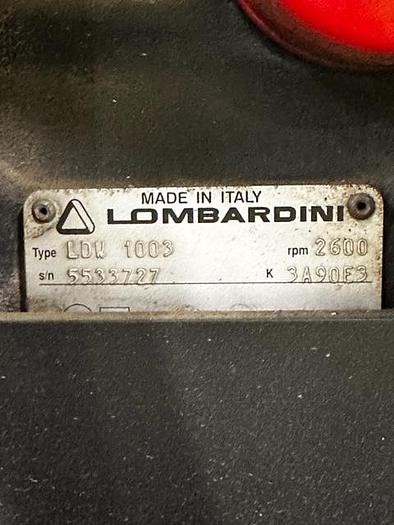 MADE IN ITALY
LOMBARDINI
Type LDW 1003 rpm 2600
s/n 5533727 K 3A90E3